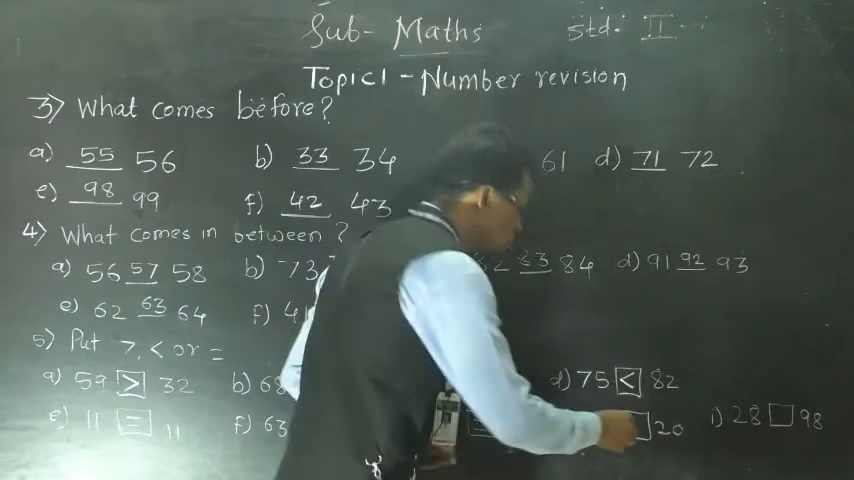 Sub- Maths Std: II
Topic 1 - Number revision
3) What comes before?
a) 55 56 b) 33 34 61 d) 71 72
e) 98 99 f) 42 43
4) What comes in between?
a) 56 57 58 b) 73 82 83 84 d) 91 92 93
e) 62 63 64 f) 41
5) Put >, < or =
a) 59 > 32 b) 68 d) 75 < 82
e) 11 = 11 f) 63 = 20 i) 28 98